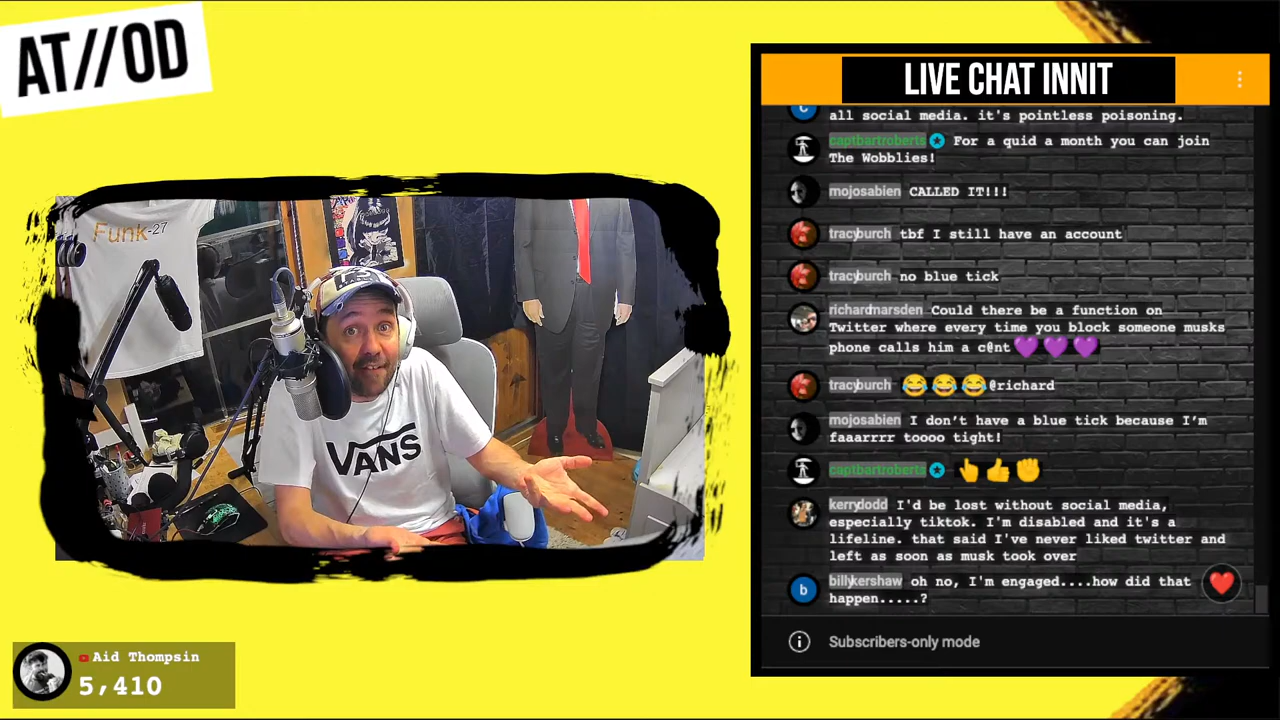 AT//OD
Funk-27
VANS
Aid Thompsin
5,410
LIVE CHAT INNIT
all social media. it's pointless poisoning.
captbartroberts For a quid a month you can join
The Wobblies!
mojosabien CALLED IT!!!
tracyburch tbf I still have an account
tracyburch no blue tick
richardmarsden Could there be a function on
Twitter where every time you block someone musks
phone calls him a c@nt💜💜💜
tracyburch 😂😂😂@richard
mojosabien I don't have a blue tick because I'm
faaarrrr toooo tight!
captbartroberts 👆👍✊
kerrydodd I'd be lost without social media,
especially tiktok. I'm disabled and it's a
lifeline. that said I've never liked twitter and
left as soon as musk took over
b billykershaw oh no, I'm engaged....how did that
happen.....?
Subscribers-only mode